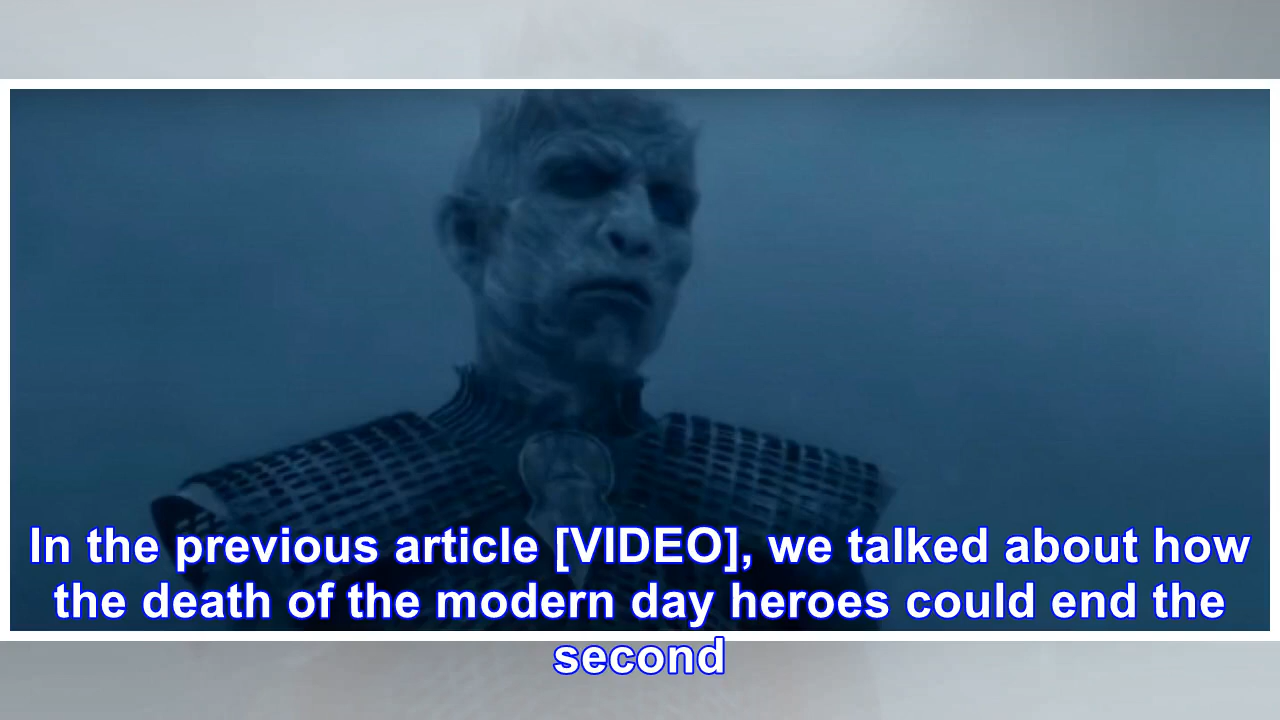 In the previous article [VIDEO], we talked about how
the death of the modern day heroes could end the
second